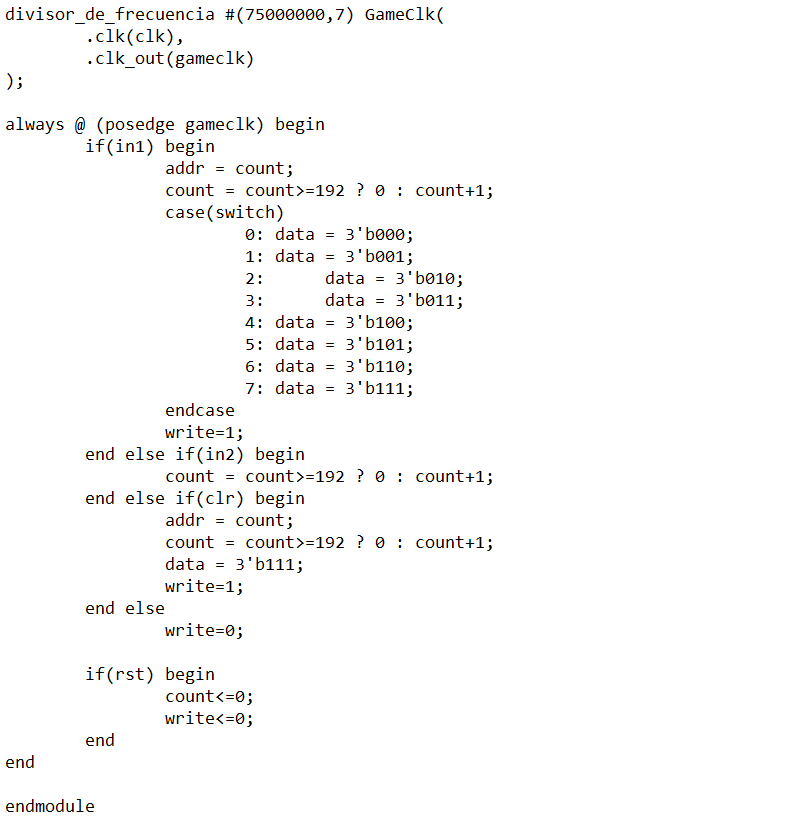 divisor_de_frecuencia #(75000000,7) GameClk(
        .clk(clk),
        .clk_out(gameclk)
);

always @ (posedge gameclk) begin
        if(in1) begin
                addr = count;
                count = count>=192 ? 0 : count+1;
                case(switch)
                        0: data = 3'b000;
                        1: data = 3'b001;
                        2:      data = 3'b010;
                        3:      data = 3'b011;
                        4: data = 3'b100;
                        5: data = 3'b101;
                        6: data = 3'b110;
                        7: data = 3'b111;
                endcase
                write=1;
        end else if(in2) begin
                count = count>=192 ? 0 : count+1;
        end else if(clr) begin
                addr = count;
                count = count>=192 ? 0 : count+1;
                data = 3'b111;
                write=1;
        end else
                write=0;

        if(rst) begin
                count<=0;
                write<=0;
        end
end

endmodule